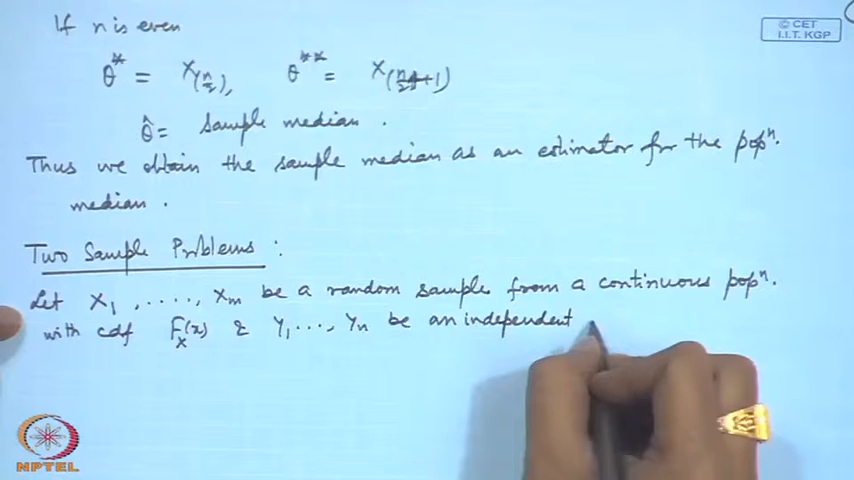 © CET
I.I.T. KGP
If n is even
θ* = X(n/2), θ** = X(n/2+1)
θ̂ = sample median.
Thus we obtain the sample median as an estimator for the popⁿ.
median.
Two Sample Problems :
Let X₁, ....., Xm be a random sample from a continuous popⁿ.
with cdf F_X(x) & Y₁, ..., Yn be an independent
NPTEL